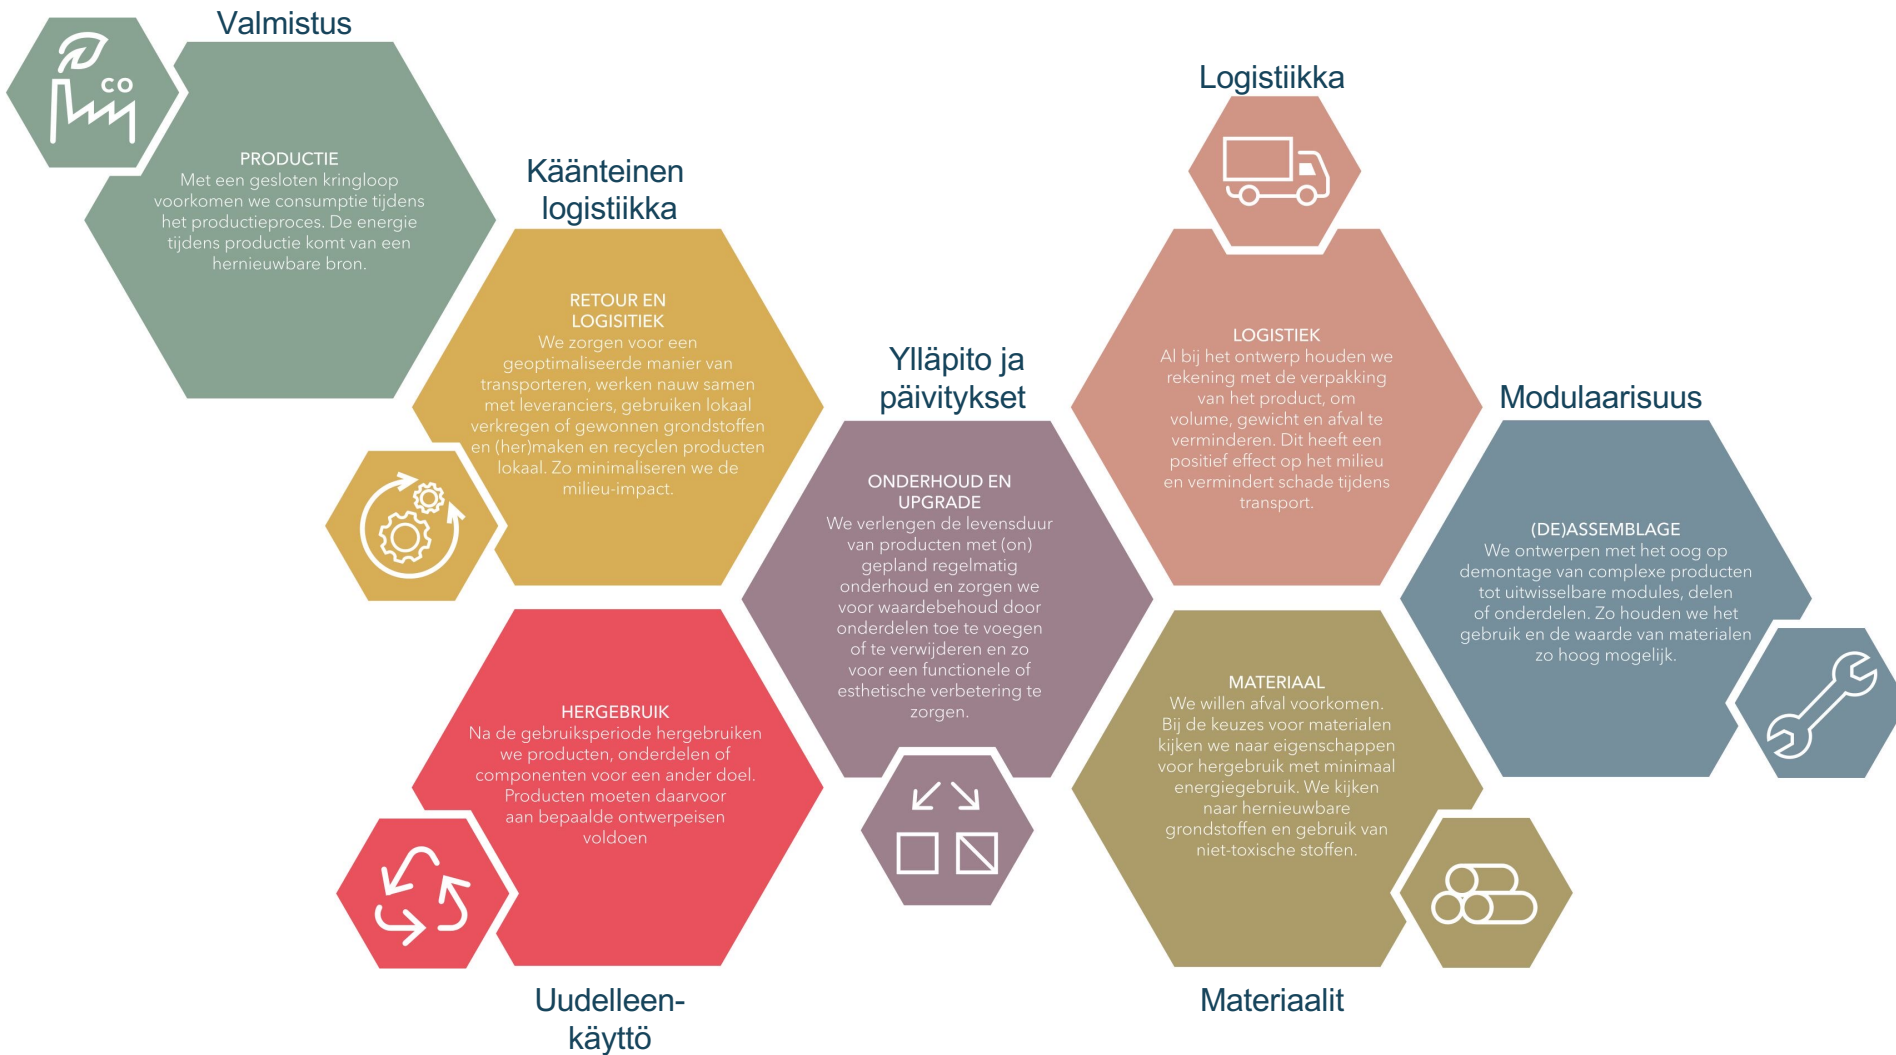 Valmistus
CO
PRODUCTIE
Met een gesloten kringloop
voorkomen we consumptie tijdens
het productieproces. De energie
tijdens productie komt van een
hernieuwbare bron.
Käänteinen
logistiikka
RETOUR EN
LOGISITIEK
We zorgen voor een
geoptimaliseerde manier van
transporteren, werken nauw samen
met leveranciers, gebruiken lokaal
verkregen of gewonnen grondstoffen
en (her)maken en recyclen producten
lokaal. Zo minimaliseren we de
milieu-impact.
HERGEBRUIK
Na de gebruiksperiode hergebruiken
we producten, onderdelen of
componenten voor een ander doel.
Producten moeten daarvoor
aan bepaalde ontwerpeisen
voldoen
Uudelleen-
käyttö
Ylläpito ja
päivitykset
ONDERHOUD EN
UPGRADE
We verlengen de levensduur
van producten met (on)
gepland regelmatig
onderhoud en zorgen we
voor waardebehoud door
onderdelen toe te voegen
of te verwijderen en zo
voor een functionele of
esthetische verbetering te
zorgen.
Logistiikka
LOGISTIEK
Al bij het ontwerp houden we
rekening met de verpakking
van het product, om
volume, gewicht en afval te
verminderen. Dit heeft een
positief effect op het milieu
en vermindert schade tijdens
transport.
MATERIAAL
We willen afval voorkomen.
Bij de keuzes voor materialen
kijken we naar eigenschappen
voor hergebruik met minimaal
energiegebruik. We kijken
naar hernieuwbare
grondstoffen en gebruik van
niet-toxische stoffen.
Materiaalit
Modulaarisuus
(DE)ASSEMBLAGE
We ontwerpen met het oog op
demontage van complexe producten
tot uitwisselbare modules, delen
of onderdelen. Zo houden we het
gebruik en de waarde van materialen
zo hoog mogelijk.